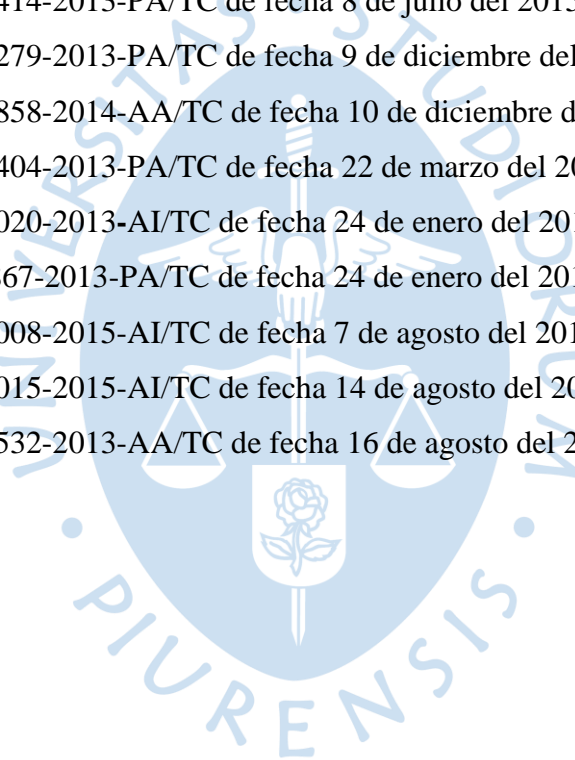 414-2013-PA/TC de fecha 8 de julio del 2015
279-2013-PA/TC de fecha 9 de diciembre del
858-2014-AA/TC de fecha 10 de diciembre d
404-2013-PA/TC de fecha 22 de marzo del 20
020-2013-AI/TC de fecha 24 de enero del 201
67-2013-PA/TC de fecha 24 de enero del 201
008-2015-AI/TC de fecha 7 de agosto del 201
015-2015-AI/TC de fecha 14 de agosto del 20
532-2013-AA/TC de fecha 16 de agosto del 2
UNIVERSITAS STUDIORUM PIURENSIS